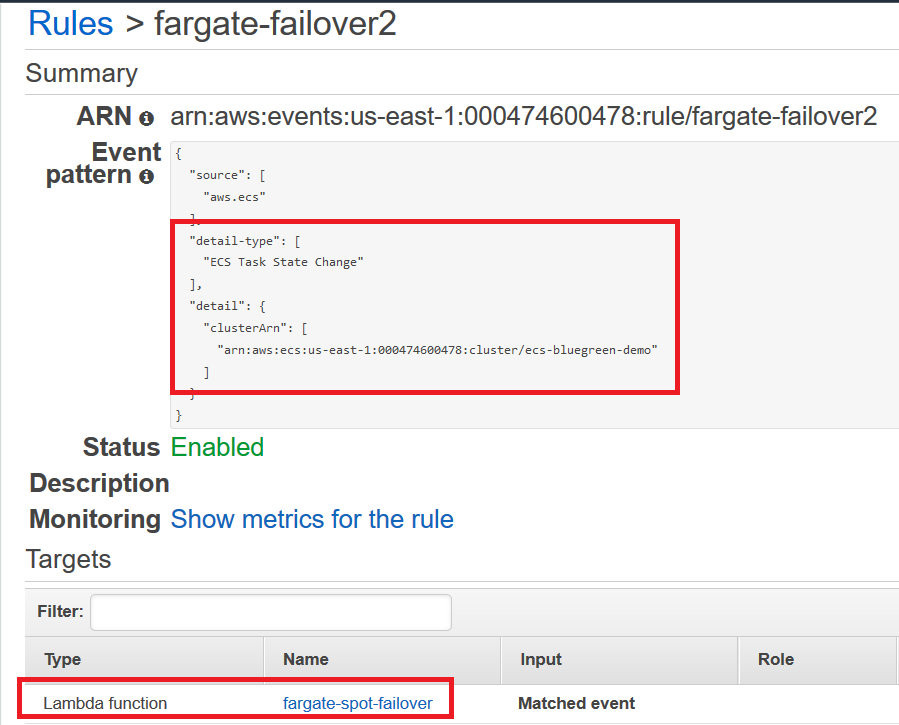 Rules > fargate-failover2
Summary
ARN arn:aws:events:us-east-1:000474600478:rule/fargate-failover2
Event pattern
{
"source": [
"aws.ecs"
],
"detail-type": [
"ECS Task State Change"
],
"detail": {
"clusterArn": [
"arn:aws:ecs:us-east-1:000474600478:cluster/ecs-bluegreen-demo"
]
}
}
Status Enabled
Description
Monitoring Show metrics for the rule
Targets
Filter:
Type Name Input Role
Lambda function fargate-spot-failover Matched event